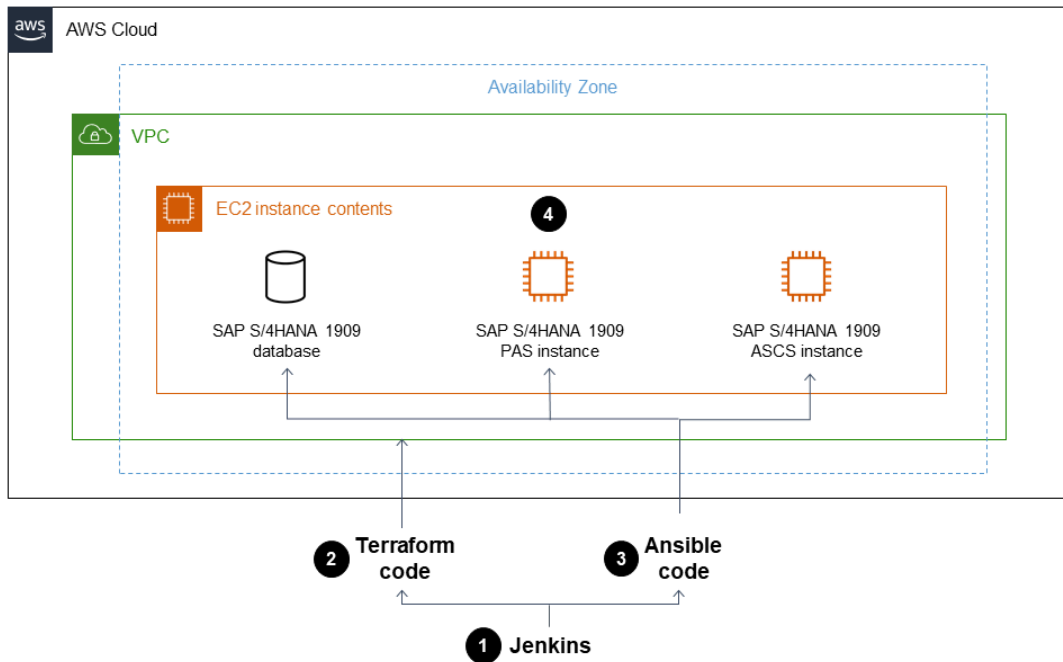 aws
AWS Cloud
Availability Zone
VPC
EC2 instance contents
4
SAP S/4HANA 1909
database
SAP S/4HANA 1909
PAS instance
SAP S/4HANA 1909
ASCS instance
2
Terraform
code
3
Ansible
code
1
Jenkins